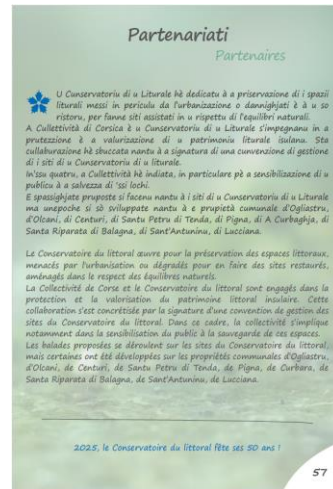 Partenariati
Partenaires
U Cunservatoriu di u Liturale hè dedicatu à a priservazione di i spazii
liturali messi in periculu da l'urbanizazione o dannighjati è à u so
ristoru, per fanne siti assistati in u rispettu di l'equilibri naturali.
A Cullettività di Corsica è u Cunservatoriu di u Liturale s'impegnanu in a
prutezzione è a valurizazione di u patrimoniu liturale isulanu. Sta
cullaburazione hè sbuccata nantu à a signatura di una cunvenzione di gestione
di i siti di u Cunservatoriu di u liturale.
In'ssu quatru, a Cullettività hè indiata, in particulare pè a sensibilizazione di u
publicu à a salvezza di 'ssi lochi.
E spassighjate pruposte si facenu nantu à i siti di u Cunservatoriu di u Liturale
ma unepoche si sò sviluppate nantu à e prupietà cumunale d'Ogliastru,
d'Olcani, di Centuri, di Santu Petru di Tenda, di Pigna, di A Curbaghja, di
Santa Riparata di Balagna, di Sant'Antuninu, di Lucciana.
Le Conservatoire du littoral œuvre pour la préservation des espaces littoraux,
menacés par l'urbanisation ou dégradés pour en faire des sites restaurés,
aménagés dans le respect des équilibres naturels.
La Collectivité de Corse et le Conservatoire du littoral sont engagés dans la
protection et la valorisation du patrimoine littoral insulaire. Cette
collaboration s'est concrétisée par la signature d'une convention de gestion des
sites du Conservatoire du littoral. Dans ce cadre, la collectivité s'implique
notamment dans la sensibilisation du public à la sauvegarde de ces espaces.
Les balades proposées se déroulent sur les sites du Conservatoire du littoral,
mais certaines ont été développées sur les propriétés communales d'Ogliastru,
d'Olcani, de Centuri, de Santu Petru di Tenda, de Pigna, de Curbara, de
Santa Riparata di Balagna, de Sant'Antuninu, de Lucciana.
2025, le Conservatoire du littoral fête ses 50 ans !
57